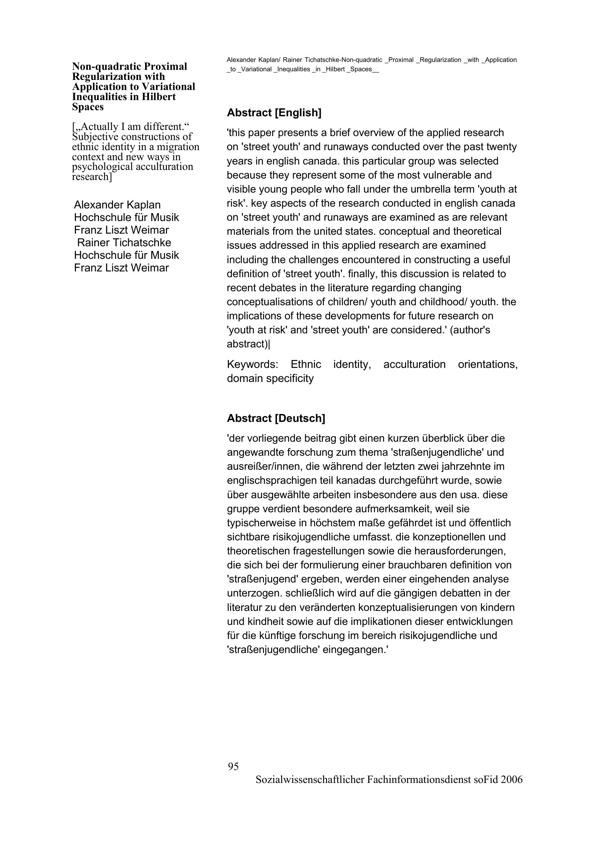 Alexander Kaplan/ Rainer Tichatschke-Non-quadratic _Proximal _Regularization _with _Application
_to _Variational _Inequalities _in _Hilbert _Spaces__
Non-quadratic Proximal
Regularization with
Application to Variational
Inequalities in Hilbert
Spaces
[„Actually I am different.“
Subjective constructions of
ethnic identity in a migration
context and new ways in
psychological acculturation
research]
Alexander Kaplan
Hochschule für Musik
Franz Liszt Weimar
Rainer Tichatschke
Hochschule für Musik
Franz Liszt Weimar
Abstract [English]
'this paper presents a brief overview of the applied research
on 'street youth' and runaways conducted over the past twenty
years in english canada. this particular group was selected
because they represent some of the most vulnerable and
visible young people who fall under the umbrella term 'youth at
risk'. key aspects of the research conducted in english canada
on 'street youth' and runaways are examined as are relevant
materials from the united states. conceptual and theoretical
issues addressed in this applied research are examined
including the challenges encountered in constructing a useful
definition of 'street youth'. finally, this discussion is related to
recent debates in the literature regarding changing
conceptualisations of children/ youth and childhood/ youth. the
implications of these developments for future research on
'youth at risk' and 'street youth' are considered.' (author's
abstract)|
Keywords: Ethnic identity, acculturation orientations,
domain specificity
Abstract [Deutsch]
'der vorliegende beitrag gibt einen kurzen überblick über die
angewandte forschung zum thema 'straßenjugendliche' und
ausreißer/innen, die während der letzten zwei jahrzehnte im
englischsprachigen teil kanadas durchgeführt wurde, sowie
über ausgewählte arbeiten insbesondere aus den usa. diese
gruppe verdient besondere aufmerksamkeit, weil sie
typischerweise in höchstem maße gefährdet ist und öffentlich
sichtbare risikojugendliche umfasst. die konzeptionellen und
theoretischen fragestellungen sowie die herausforderungen,
die sich bei der formulierung einer brauchbaren definition von
'straßenjugend' ergeben, werden einer eingehenden analyse
unterzogen. schließlich wird auf die gängigen debatten in der
literatur zu den veränderten konzeptualisierungen von kindern
und kindheit sowie auf die implikationen dieser entwicklungen
für die künftige forschung im bereich risikojugendliche und
'straßenjugendliche' eingegangen.'
95
Sozialwissenschaftlicher Fachinformationsdienst soFid 2006